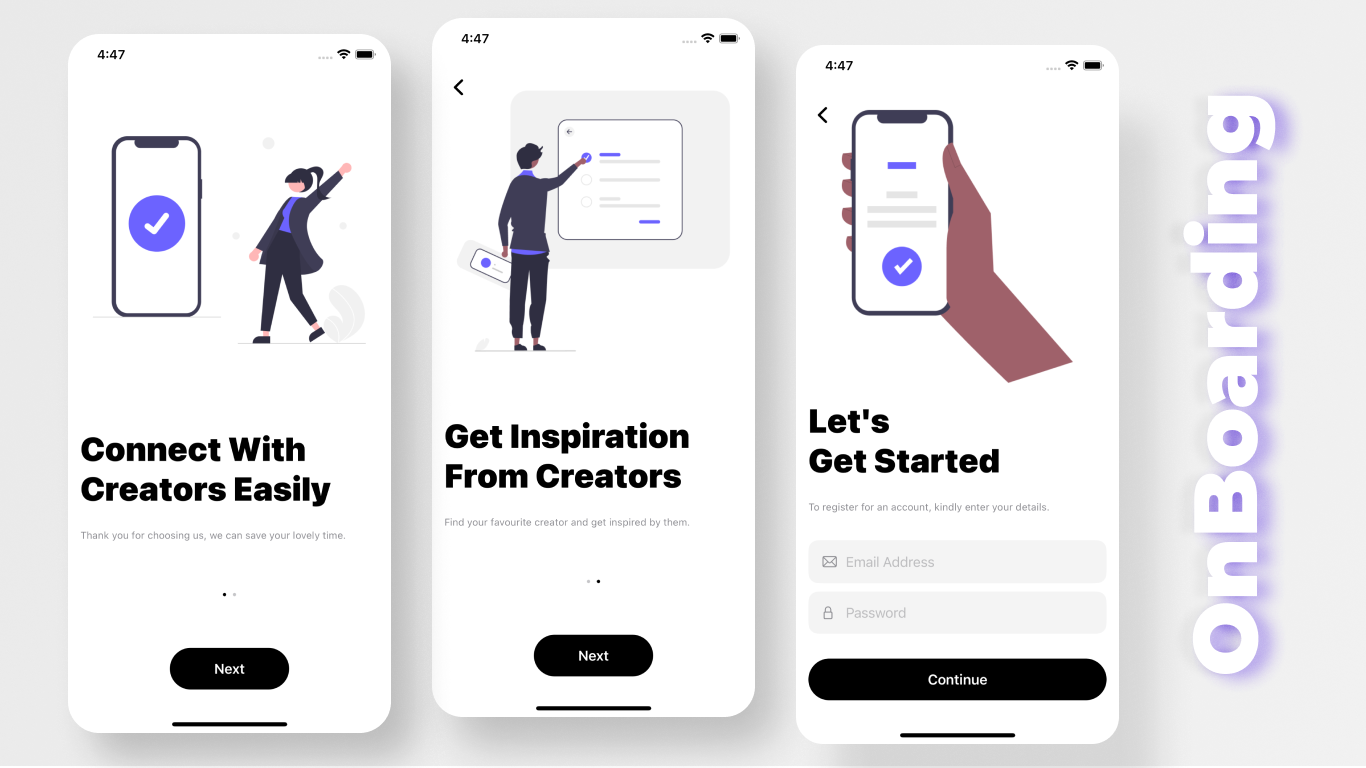 4:47
Connect With
Creators Easily
Thank you for choosing us, we can save your lovely time.
Next
4:47
Get Inspiration
From Creators
Find your favourite creator and get inspired by them.
Next
4:47
Let's
Get Started
To register for an account, kindly enter your details.
Email Address
Password
Continue
OnBoarding